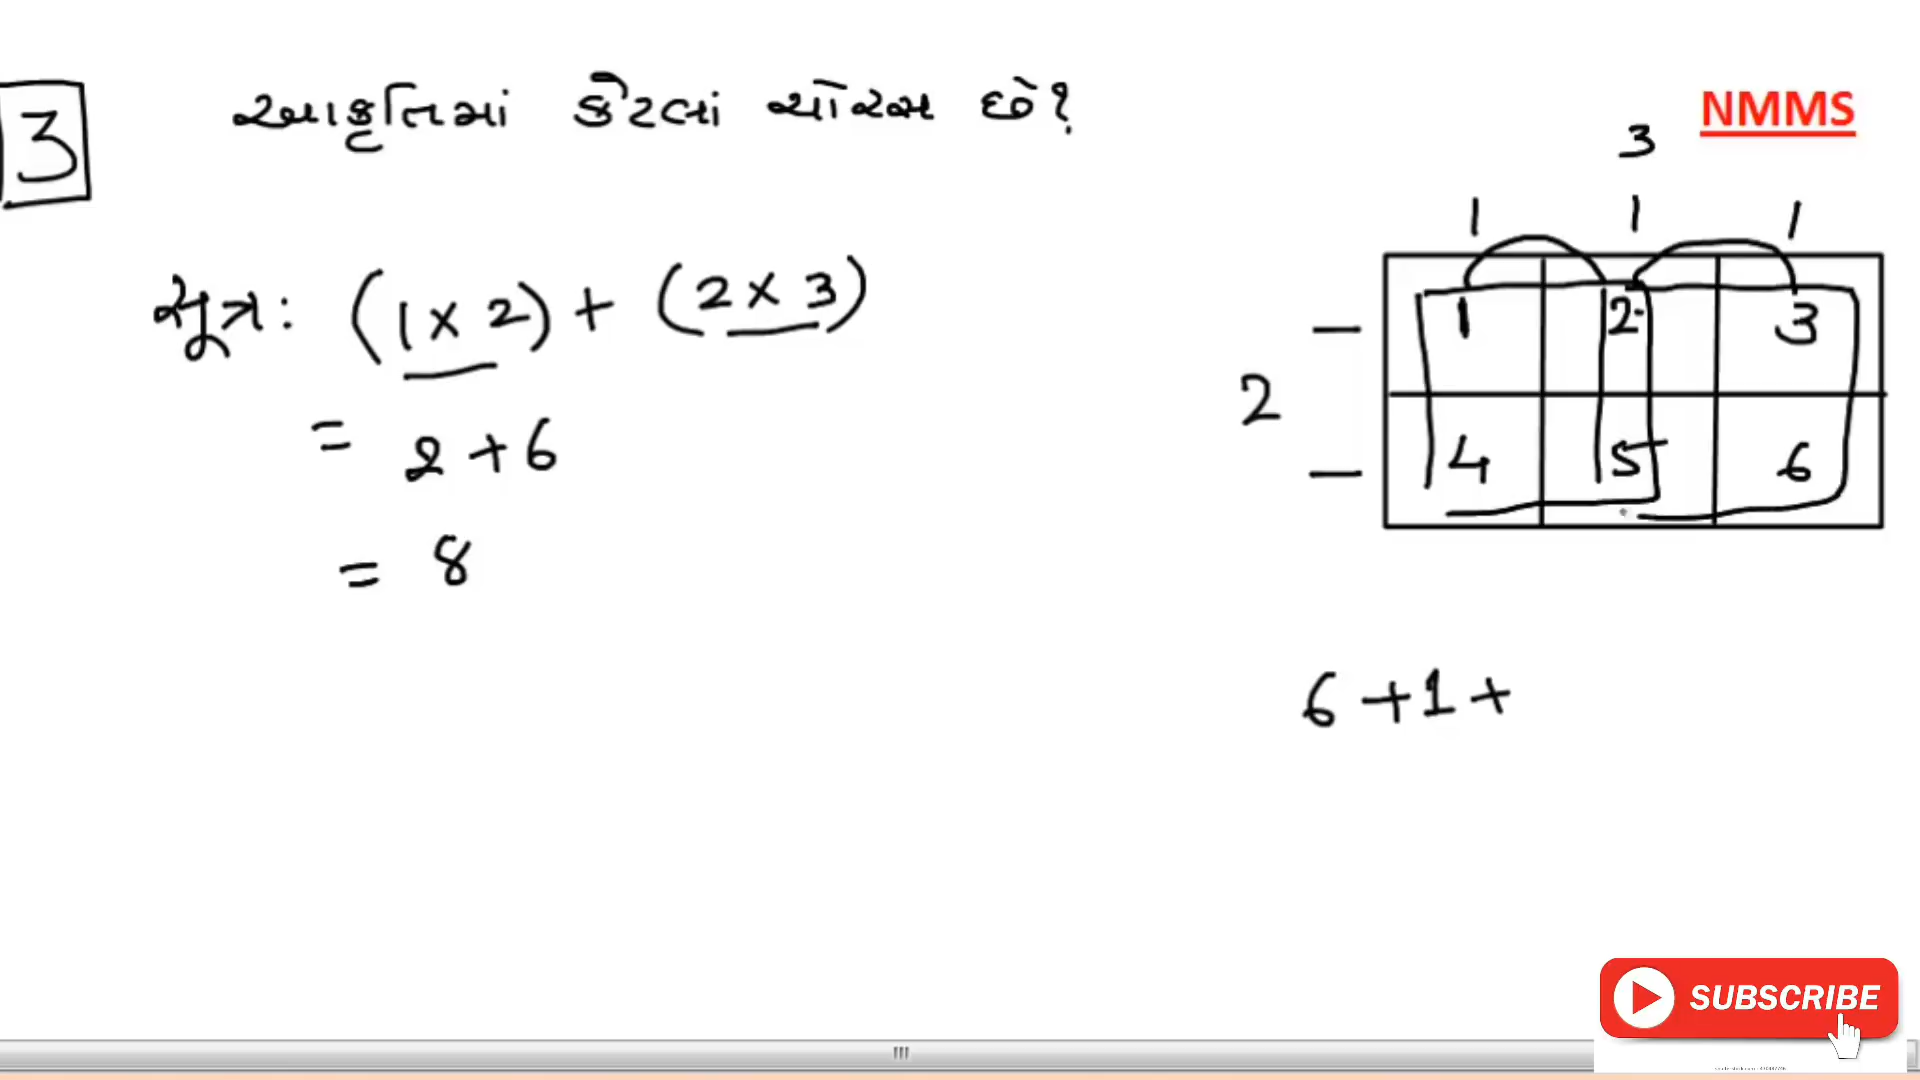 3
આકૃતિમાં કેટલાં ચોરસ છે?
NMMS
3
1 1 1
સૂત્ર: (1 × 2) + (2 × 3)
= 2 + 6
= 8
2
1 2 3
4 5 6
6 + 1 +
SUBSCRIBE